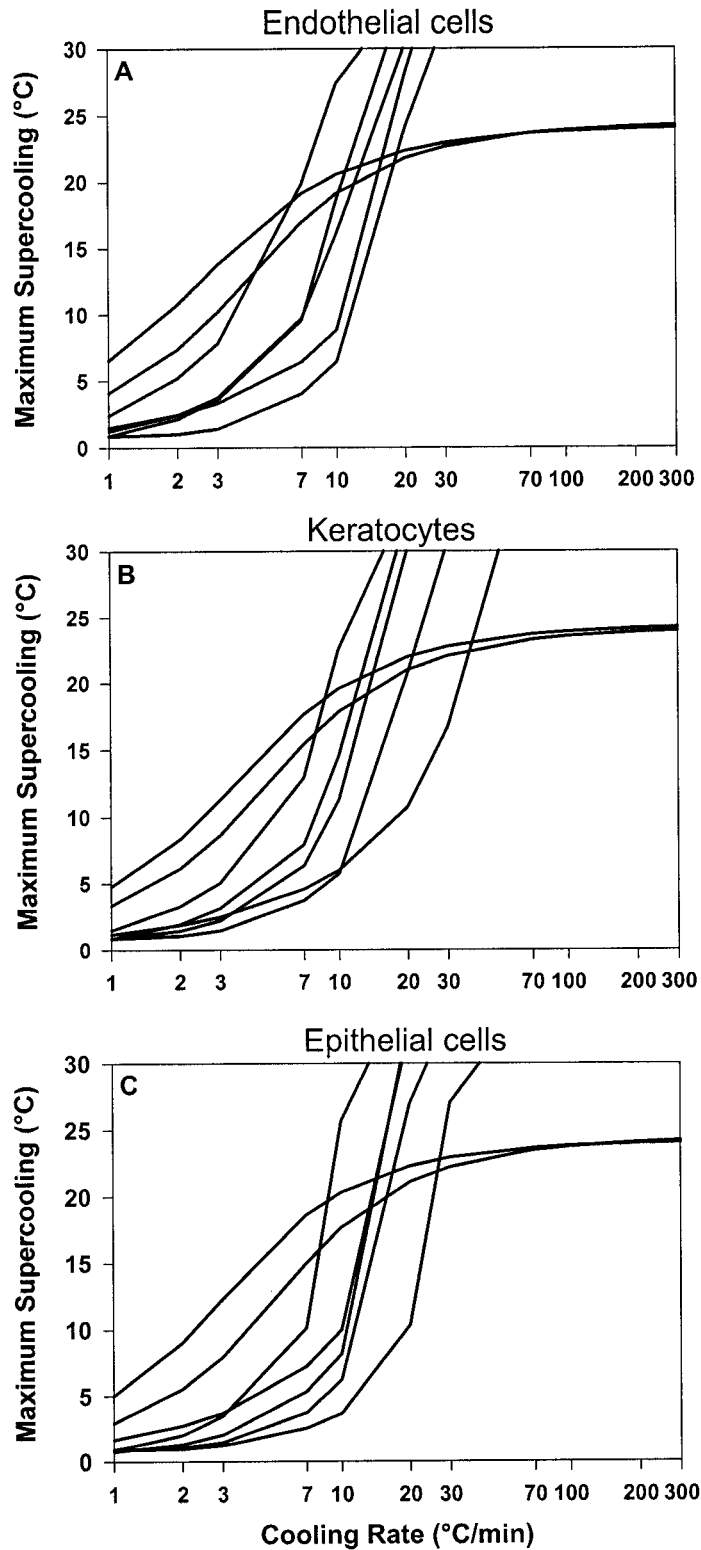 Endothelial cells
A
Maximum Supercooling (°C)
30
25
20
15
10
5
0
1 2 3 7 10 20 30 70 100 200 300
Keratocytes
B
Maximum Supercooling (°C)
30
25
20
15
10
5
0
1 2 3 7 10 20 30 70 100 200 300
Epithelial cells
C
Maximum Supercooling (°C)
30
25
20
15
10
5
0
1 2 3 7 10 20 30 70 100 200 300
Cooling Rate (°C/min)